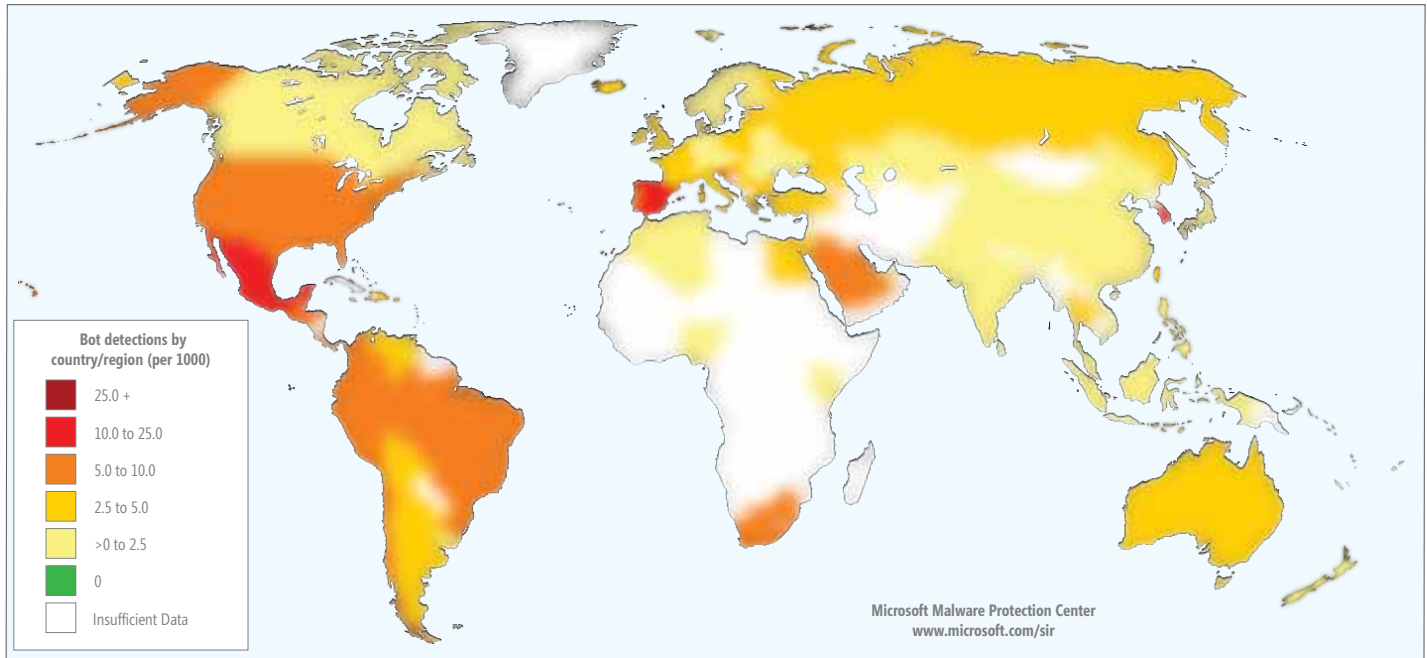 Bot detections by
country/region (per 1000)
25.0 +
10.0 to 25.0
5.0 to 10.0
2.5 to 5.0
>0 to 2.5
0
Insufficient Data
Microsoft Malware Protection Center
www.microsoft.com/sir